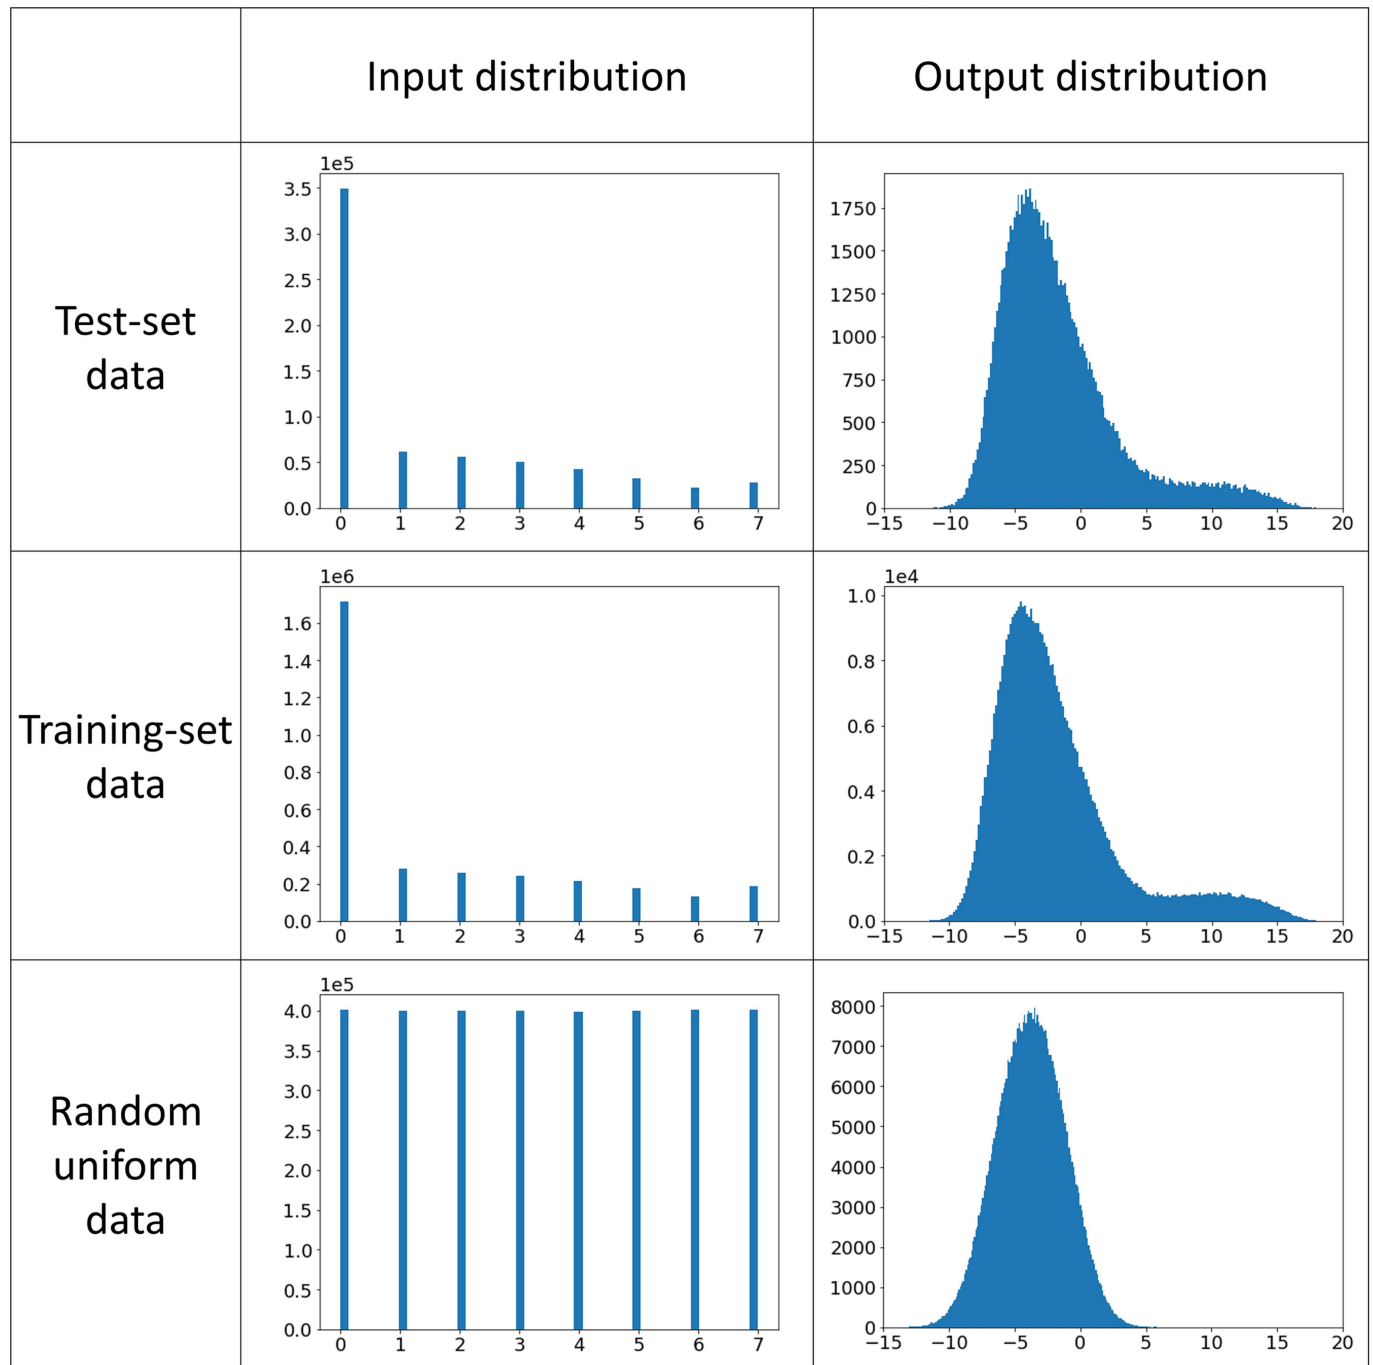 Input distribution
Output distribution
Test-set
data
1e5
3.5
3.0
2.5
2.0
1.5
1.0
0.5
0.0
0 1 2 3 4 5 6 7
1750
1500
1250
1000
750
500
250
0
−15 −10 −5 0 5 10 15 20
Training-set
data
1e6
1.6
1.4
1.2
1.0
0.8
0.6
0.4
0.2
0.0
0 1 2 3 4 5 6 7
1e4
1.0
0.8
0.6
0.4
0.2
0.0
−15 −10 −5 0 5 10 15 20
Random
uniform
data
1e5
4.0
3.5
3.0
2.5
2.0
1.5
1.0
0.5
0.0
0 1 2 3 4 5 6 7
8000
7000
6000
5000
4000
3000
2000
1000
0
−15 −10 −5 0 5 10 15 20